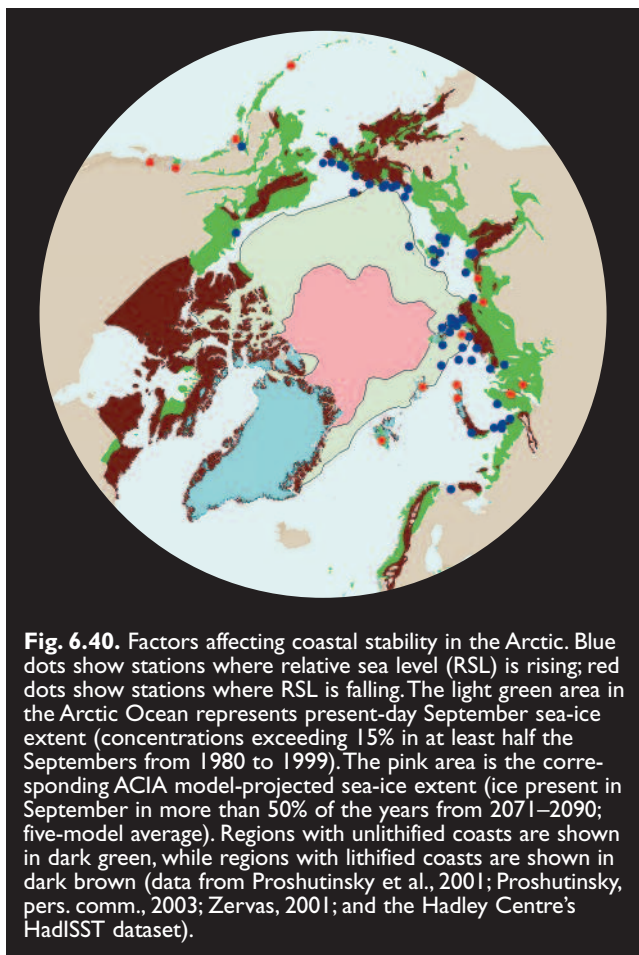 Fig. 6.40. Factors affecting coastal stability in the Arctic. Blue
dots show stations where relative sea level (RSL) is rising; red
dots show stations where RSL is falling. The light green area in
the Arctic Ocean represents present-day September sea-ice
extent (concentrations exceeding 15% in at least half the
Septembers from 1980 to 1999). The pink area is the corre-
sponding ACIA model-projected sea-ice extent (ice present in
September in more than 50% of the years from 2071–2090;
five-model average). Regions with unlithified coasts are shown
in dark green, while regions with lithified coasts are shown in
dark brown (data from Proshutinsky et al., 2001; Proshutinsky,
pers. comm., 2003; Zervas, 2001; and the Hadley Centre's
HadISST dataset).